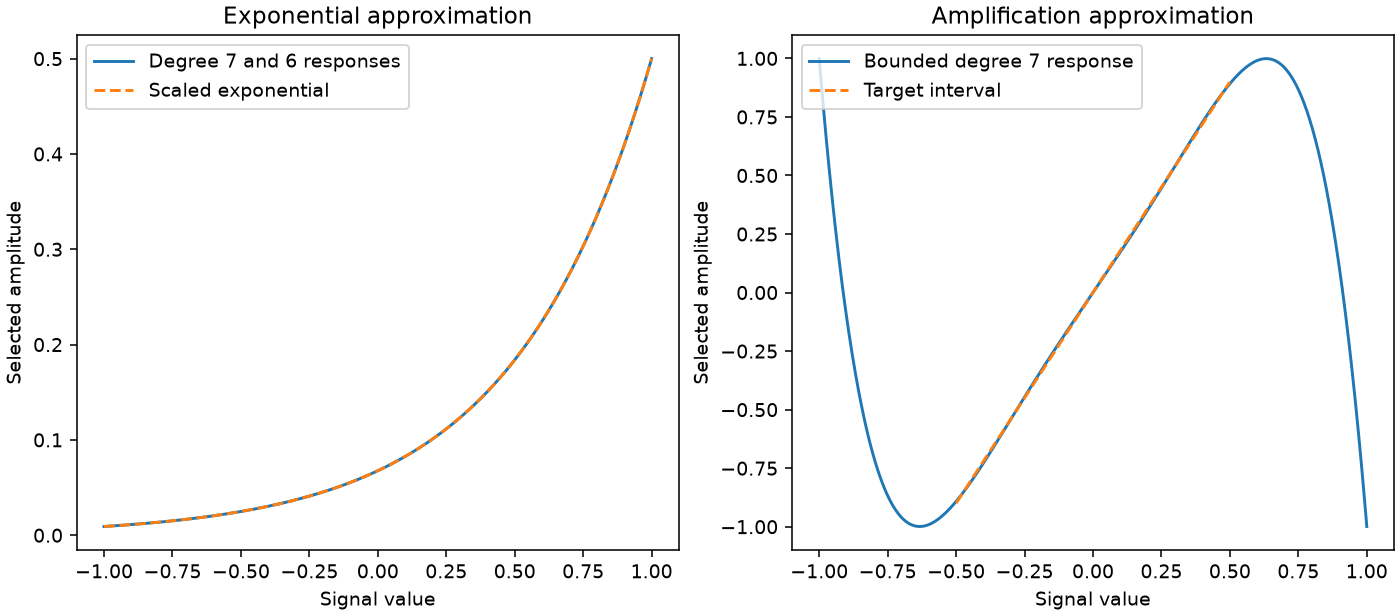 Exponential approximation
Degree 7 and 6 responses
Scaled exponential
0.5
0.4
0.3
0.2
0.1
0.0
Selected amplitude
−1.00 −0.75 −0.50 −0.25 0.00 0.25 0.50 0.75 1.00
Signal value
Amplification approximation
Bounded degree 7 response
Target interval
1.00
0.75
0.50
0.25
0.00
−0.25
−0.50
−0.75
−1.00
Selected amplitude
−1.00 −0.75 −0.50 −0.25 0.00 0.25 0.50 0.75 1.00
Signal value